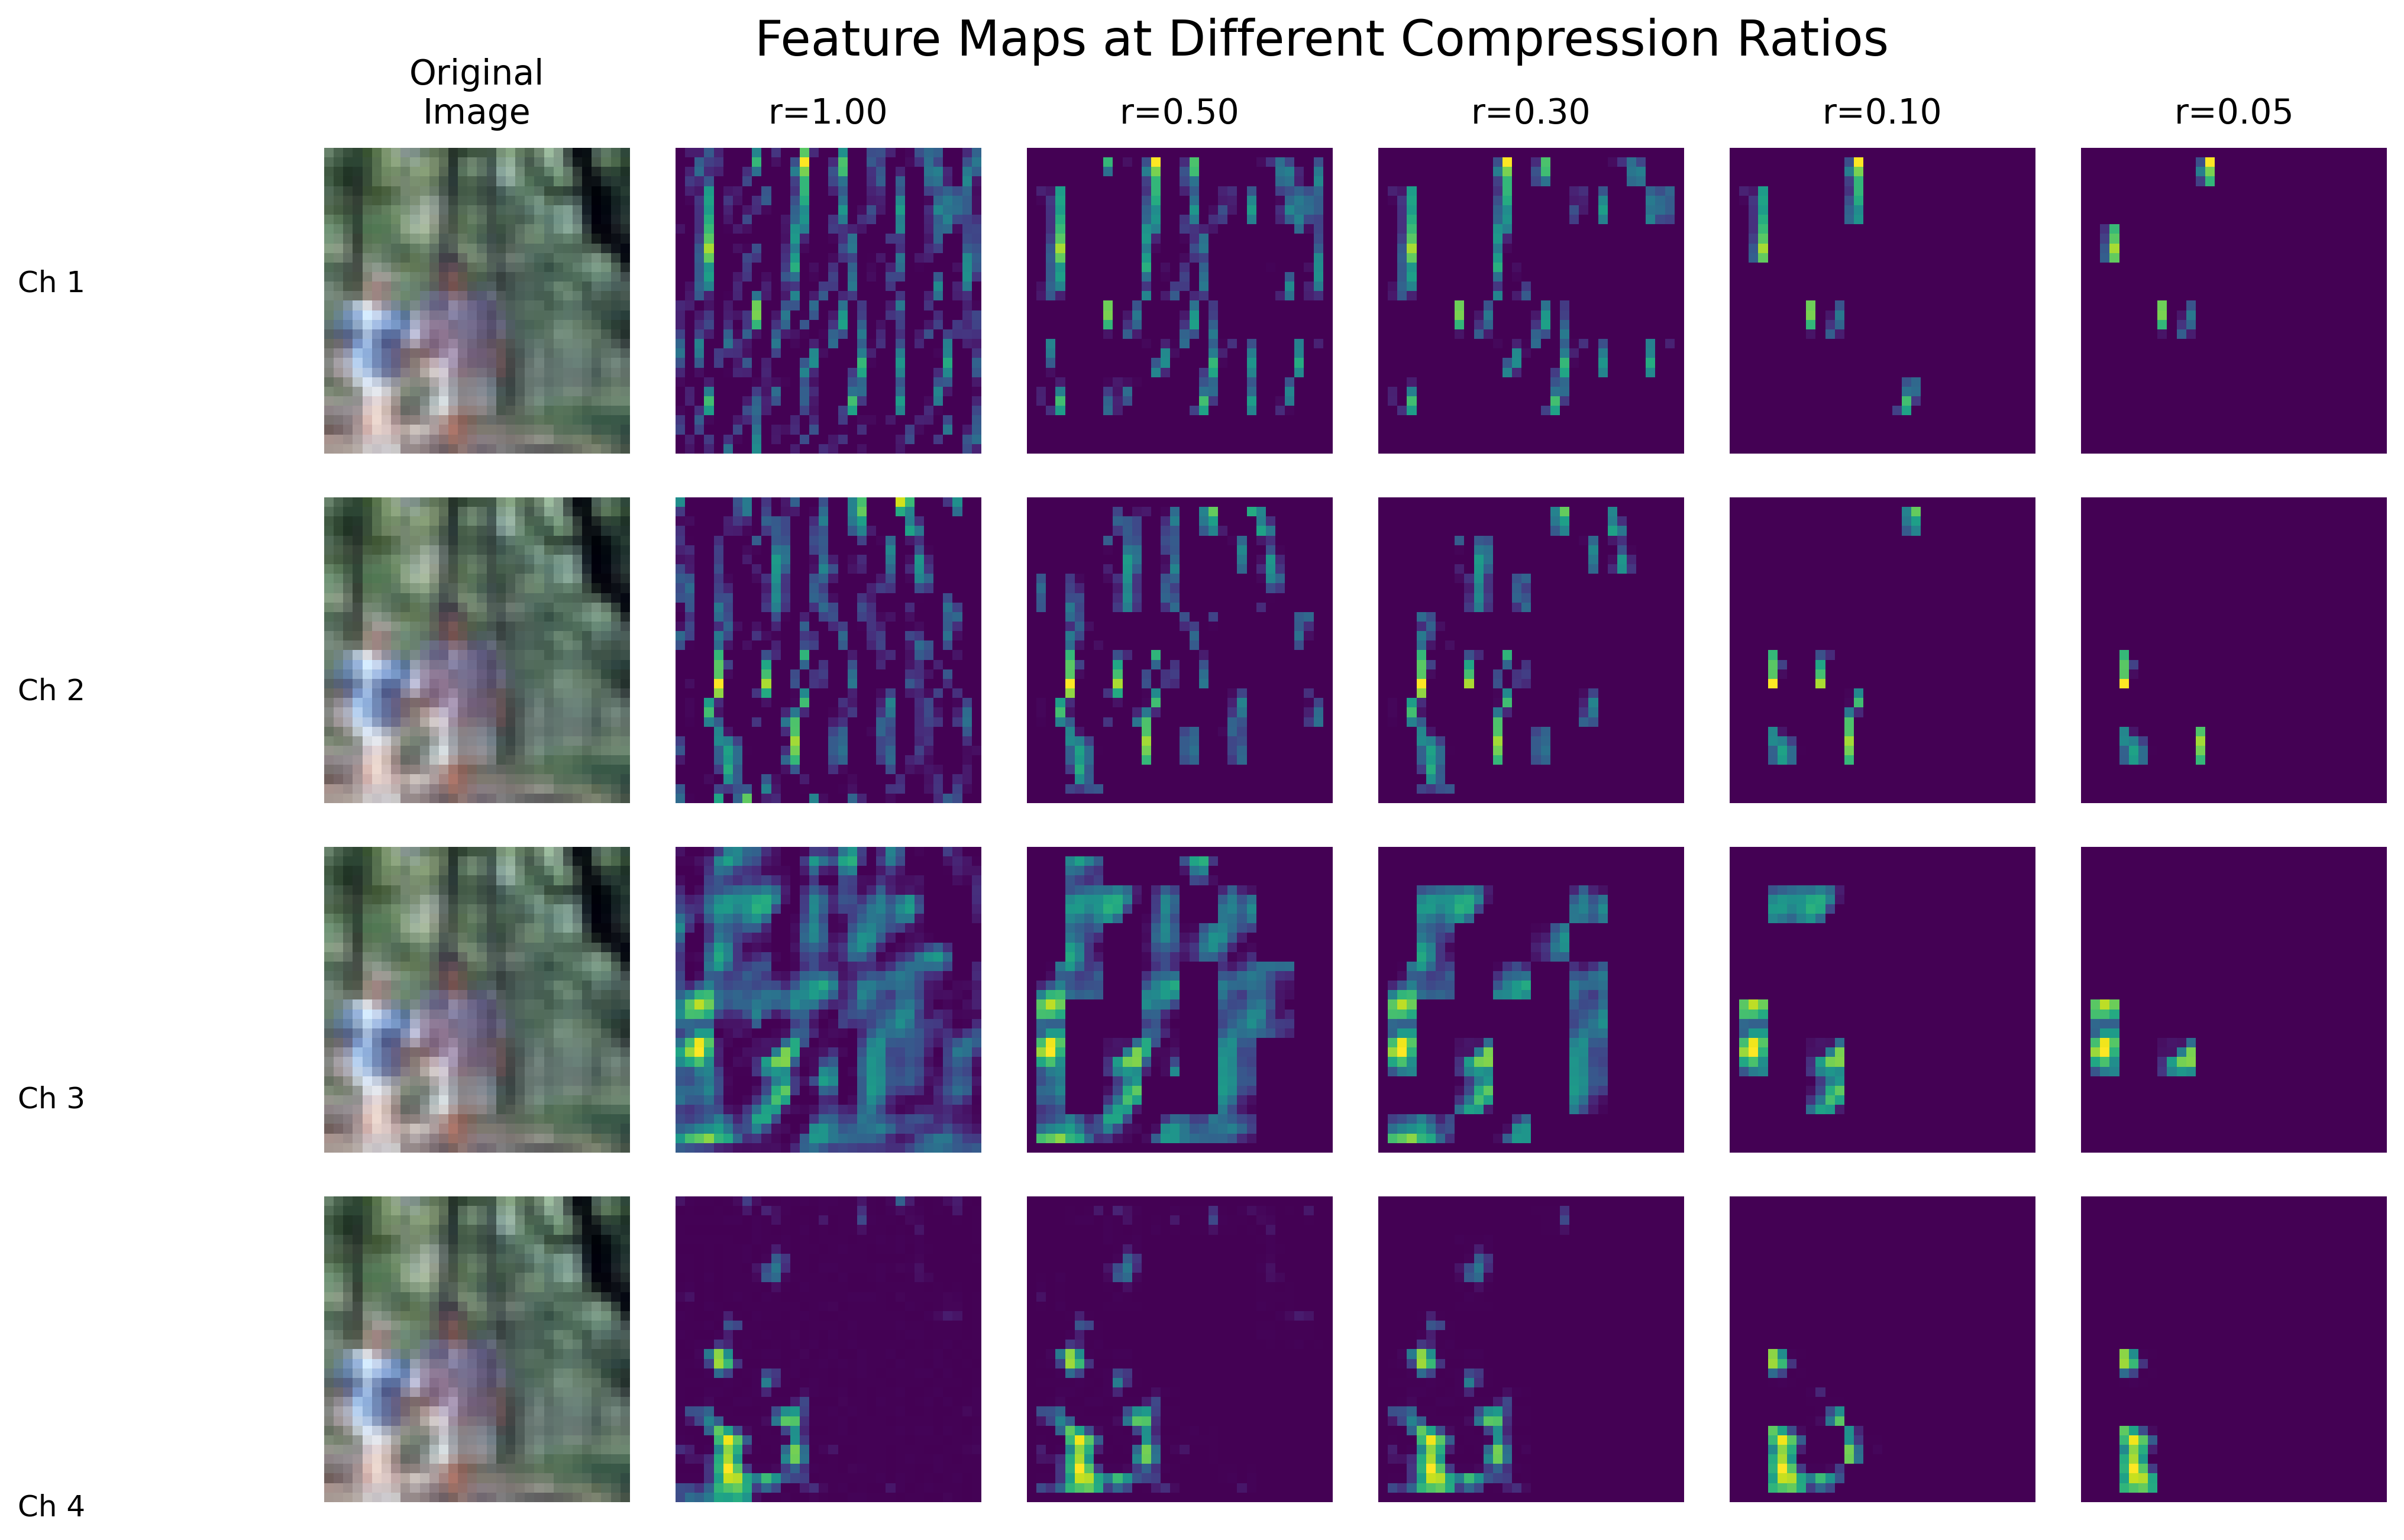 Feature Maps at Different Compression Ratios
Original
Image
r=1.00
r=0.50
r=0.30
r=0.10
r=0.05
Ch 1
Ch 2
Ch 3
Ch 4